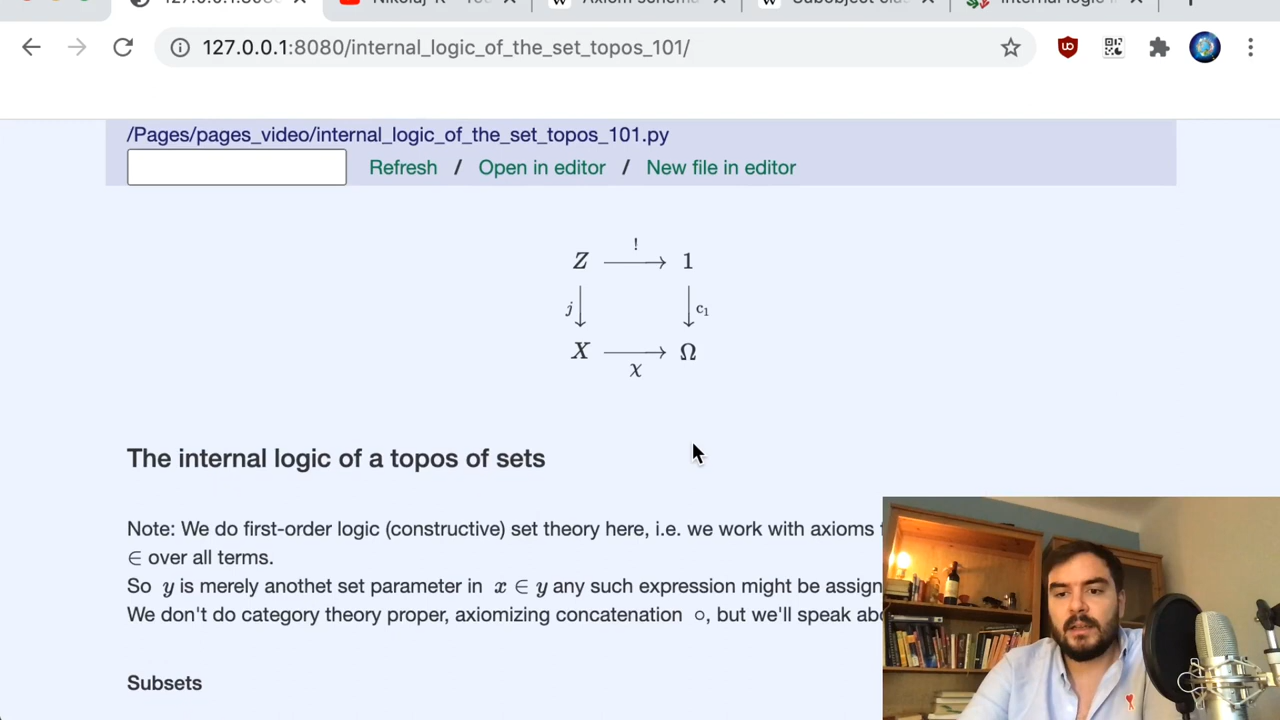 127.0.0.1:8080/internal_logic_of_the_set_topos_101/
/Pages/pages_video/internal_logic_of_the_set_topos_101.py
Refresh / Open in editor / New file in editor
Z ! 1
j c₁
X χ Ω
The internal logic of a topos of sets
Note: We do first-order logic (constructive) set theory here, i.e. we work with axioms
∈ over all terms.
So y is merely anothet set parameter in x ∈ y any such expression might be assign
We don't do category theory proper, axiomizing concatenation ∘, but we'll speak abo
Subsets